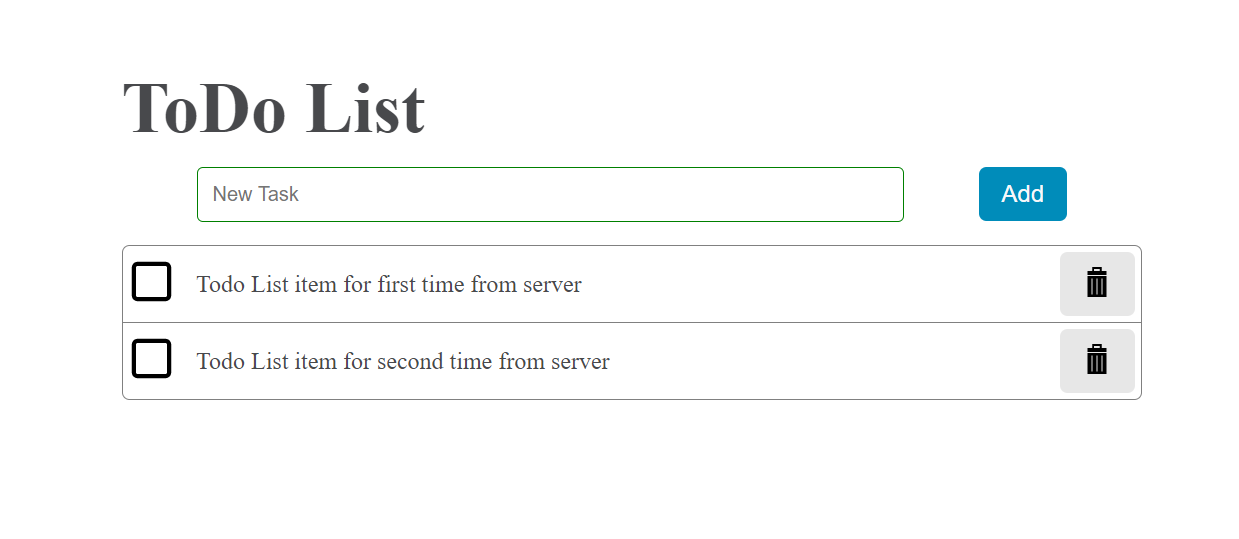 ToDo List
New Task
Add
Todo List item for first time from server
Todo List item for second time from server